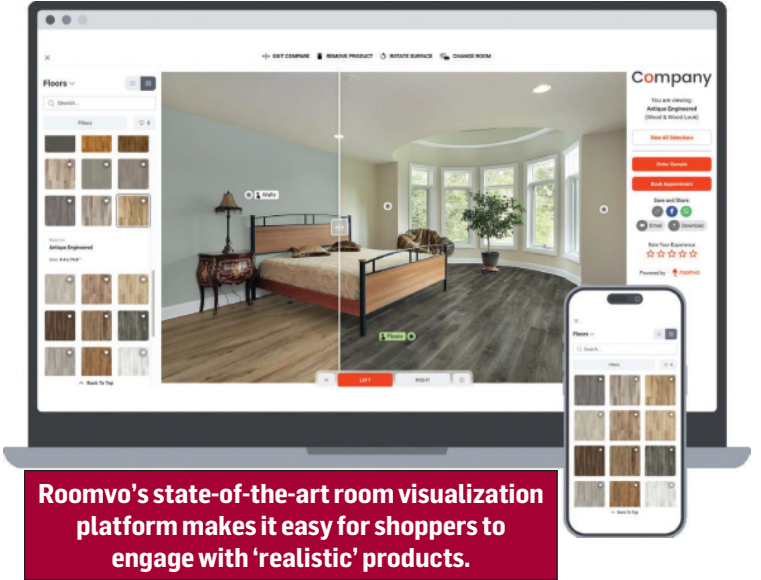 EXIT COMPARE REMOVE PRODUCT ROTATE SURFACE CHANGE ROOM
Floors
Search...
Filters
Antique Engineered
Back To Top
Walls
Floors
LEFT
RIGHT
Company
You are viewing:
Antique Engineered
(Wood & Wood Look)
View All Selections
Order Sample
Book Appointment
Save and Share
Email
Download
Rate Your Experience
Powered by roomvo
Floors
Search...
Filters
Back To Top
Roomvo's state-of-the-art room visualization
platform makes it easy for shoppers to
engage with ‘realistic’ products.